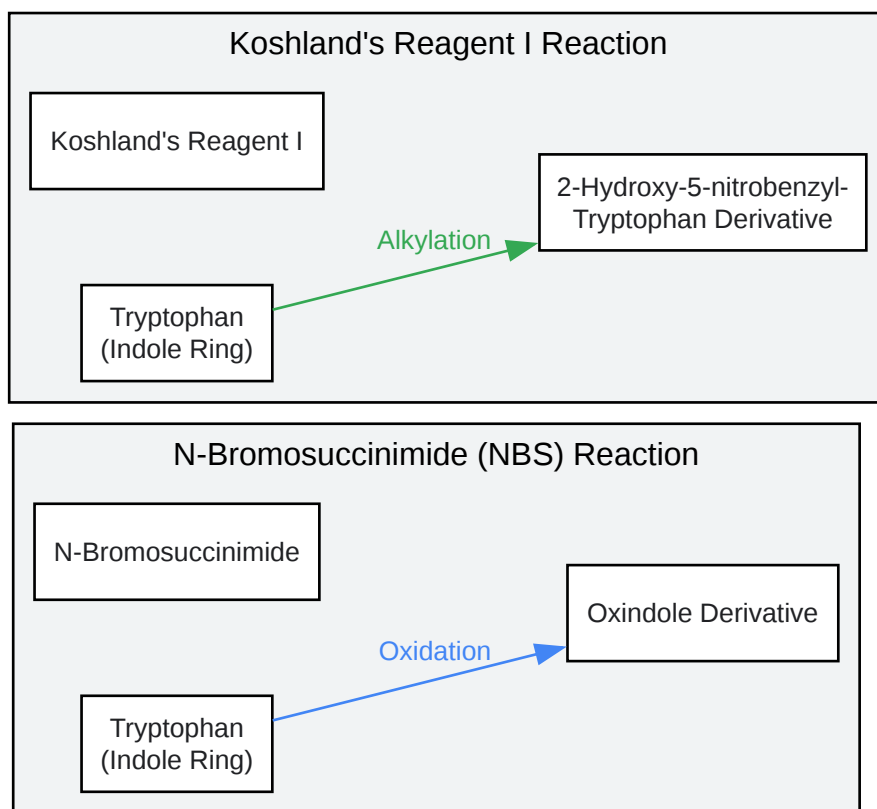 Koshland's Reagent I Reaction
Koshland's Reagent I
2-Hydroxy-5-nitrobenzyl-
Tryptophan Derivative
Alkylation
Tryptophan
(Indole Ring)
N-Bromosuccinimide (NBS) Reaction
N-Bromosuccinimide
Oxindole Derivative
Oxidation
Tryptophan
(Indole Ring)